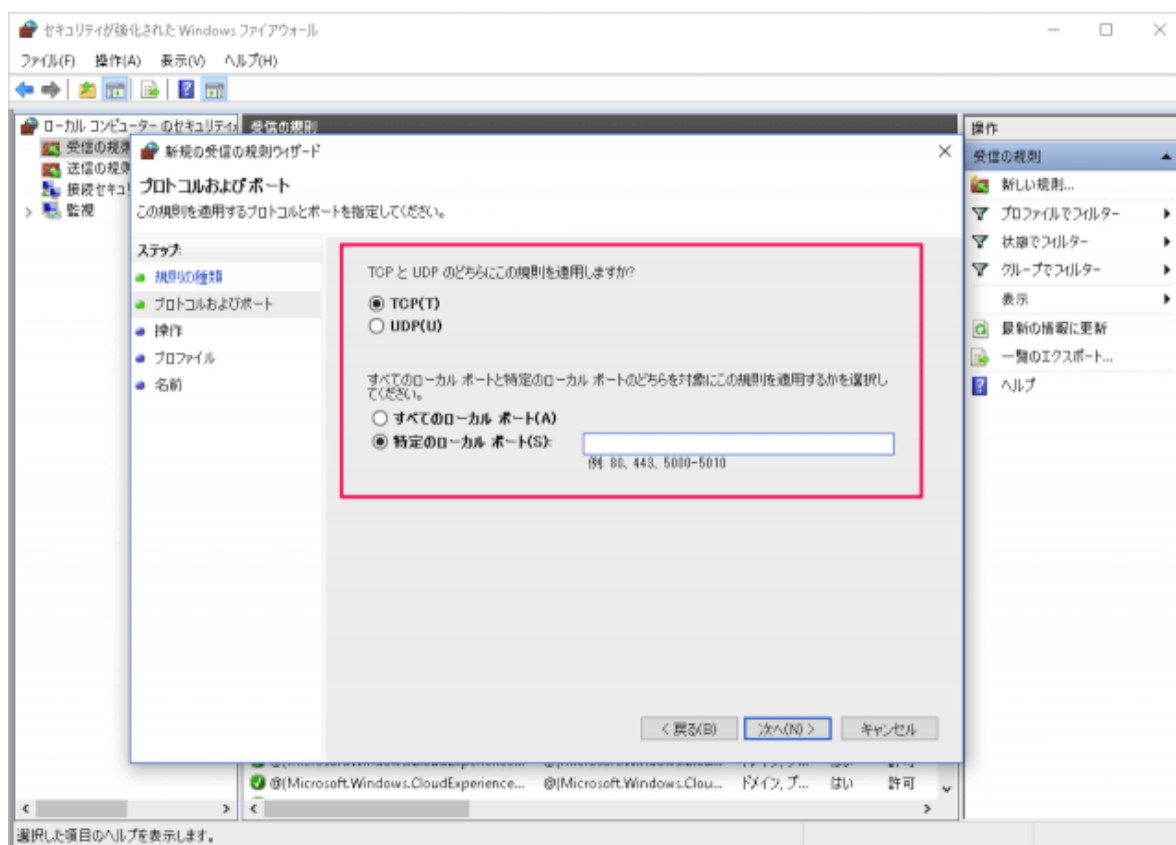 セキュリティが強化された Windows ファイアウォール
ファイル(F) 操作(A) 表示(V) ヘルプ(H)
ローカル コンピューター のセキュリティ
受信の規則
送信の規則
接続セキュ
監視
受信の規則
新規の受信の規則ウィザード
プロトコルおよびポート
この規則を適用するプロトコルとポートを指定してください。
ステップ:
規則の種類
プロトコルおよびポート
操作
プロファイル
名前
TCP と UDP のどちらにこの規則を適用しますか?
TCP(T)
UDP(U)
すべてのローカル ポートと特定のローカル ポートのどちらを対象にこの規則を適用するかを選択し
てください。
すべてのローカル ポート(A)
特定のローカル ポート(S):
例: 80、443、5000-5010
< 戻る(B) 次へ(N) > キャンセル
@{Microsoft.Windows.CloudExperience... @{Microsoft.Windows.Clou... ドメイン, プ... はい 許可
操作
受信の規則
新しい規則...
プロファイルでフィルター
状態でフィルター
グループでフィルター
表示
最新の情報に更新
一覧のエクスポート...
ヘルプ
選択した項目のヘルプを表示します。